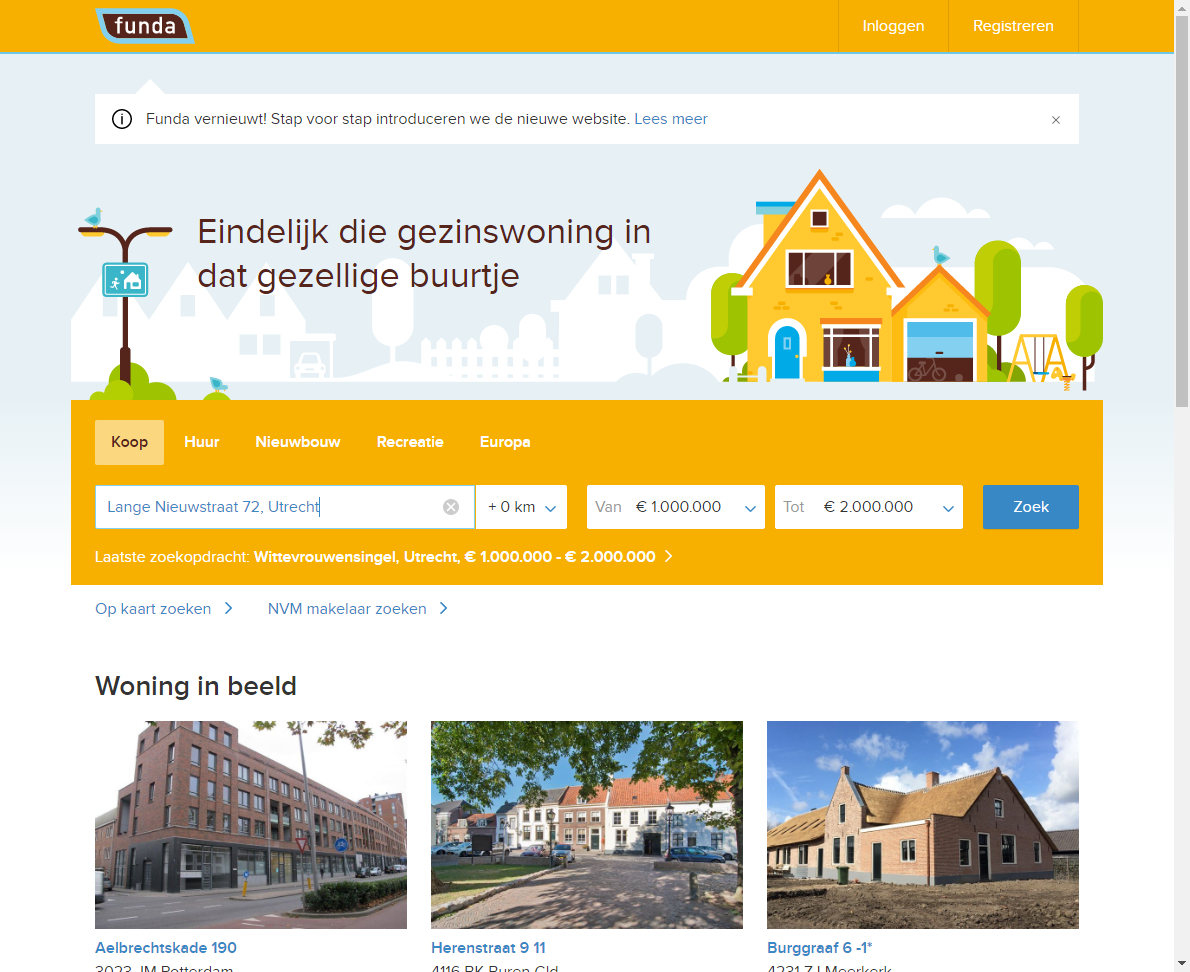 funda
Inloggen
Registreren
Funda vernieuwt! Stap voor stap introduceren we de nieuwe website. Lees meer
Eindelijk die gezinswoning in
dat gezellige buurtje
Koop
Huur
Nieuwbouw
Recreatie
Europa
Lange Nieuwstraat 72, Utrecht
+ 0 km
Van € 1.000.000
Tot € 2.000.000
Zoek
Laatste zoekopdracht: Wittevrouwensingel, Utrecht, € 1.000.000 - € 2.000.000
Op kaart zoeken
NVM makelaar zoeken
Woning in beeld
Aelbrechtskade 190
Herenstraat 9 11
Burggraaf 6 -1*
3023 JM Rotterdam
4116 BK Buren Gld
4231 ZJ Meerkerk